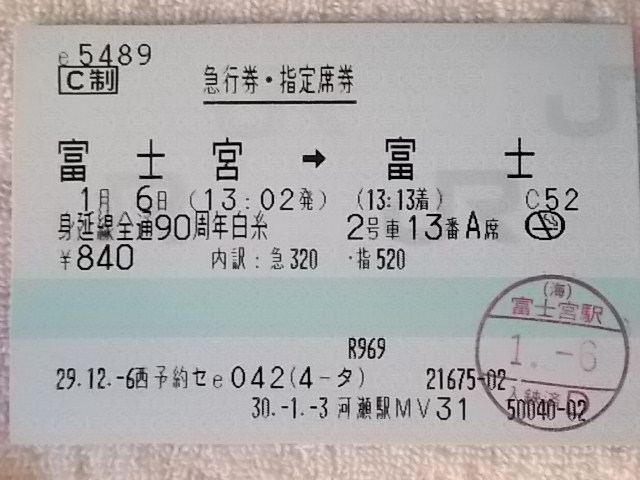 e5489
C制
急行券・指定席券
富士宮 → 富士
1月 6日 (13:02発) (13:13着) C52
身延線全通90周年白糸 2号車13番A席
¥840 内訳:急320 ・指520
R969
29.12.-6西予約セe042(4-タ) 21675-02
30.-1.-3 河瀬駅MV31 50040-02
(海)
富士宮駅
1.-6
入鋏済